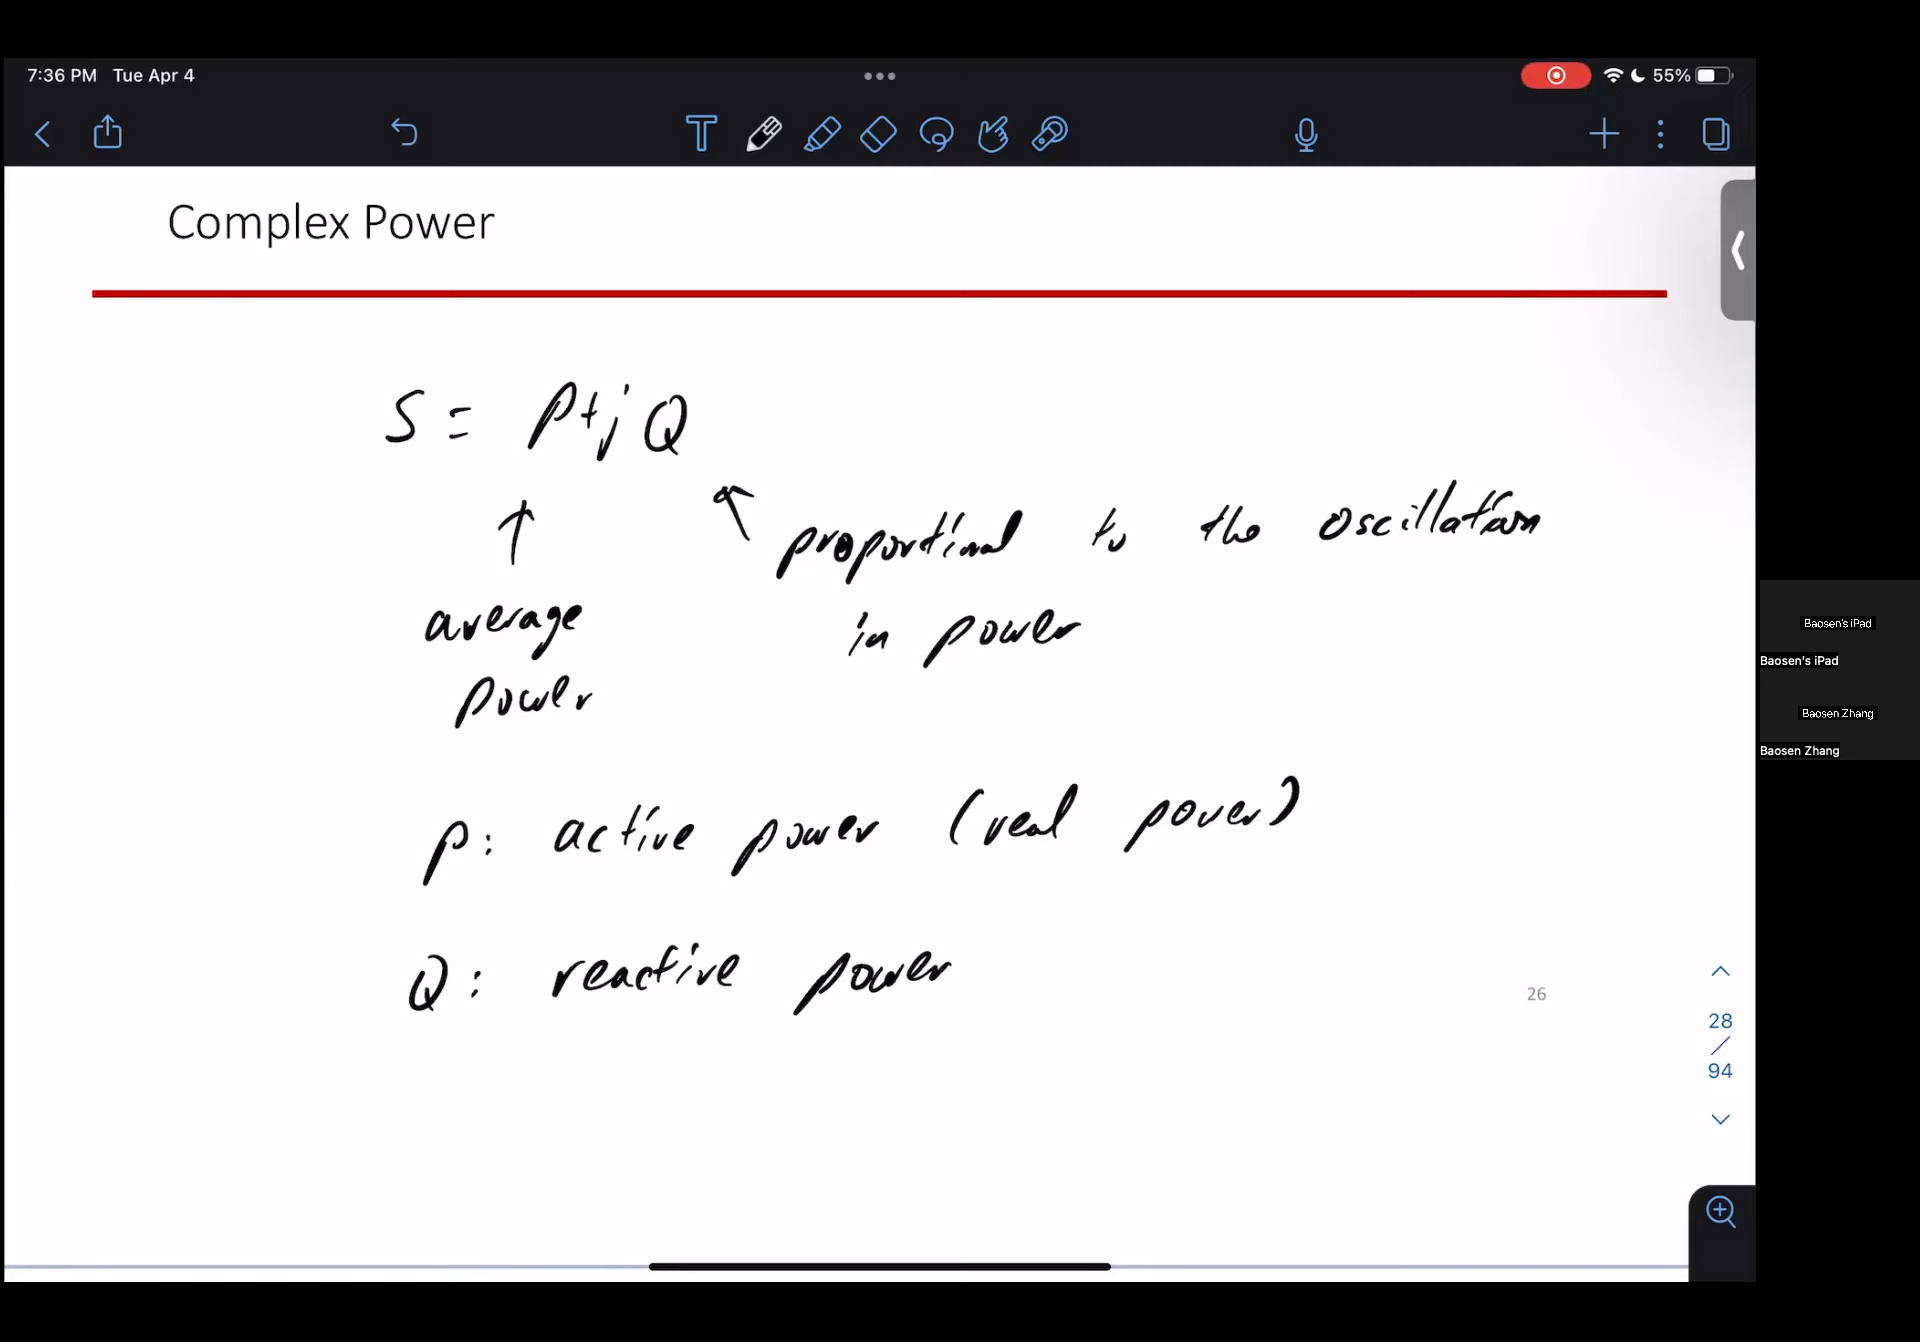 7:36 PM Tue Apr 4
55%
Complex Power
S = P+jQ
proportional to the oscillation
in power
average
power
P: active power (real power)
Q: reactive power
26
28
/
94
Baosen's iPad
Baosen's iPad
Baosen Zhang
Baosen Zhang